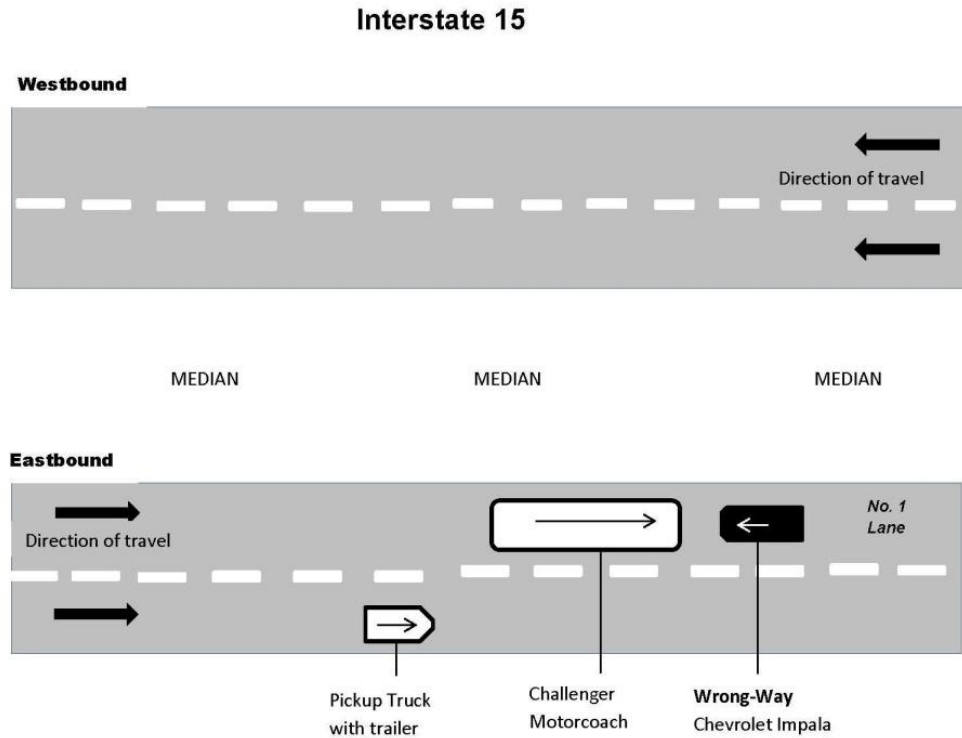 Interstate 15
Westbound
Direction of travel
MEDIAN MEDIAN MEDIAN
Eastbound
No. 1
Lane
Direction of travel
Pickup Truck
with trailer
Challenger
Motorcoach
Wrong-Way
Chevrolet Impala